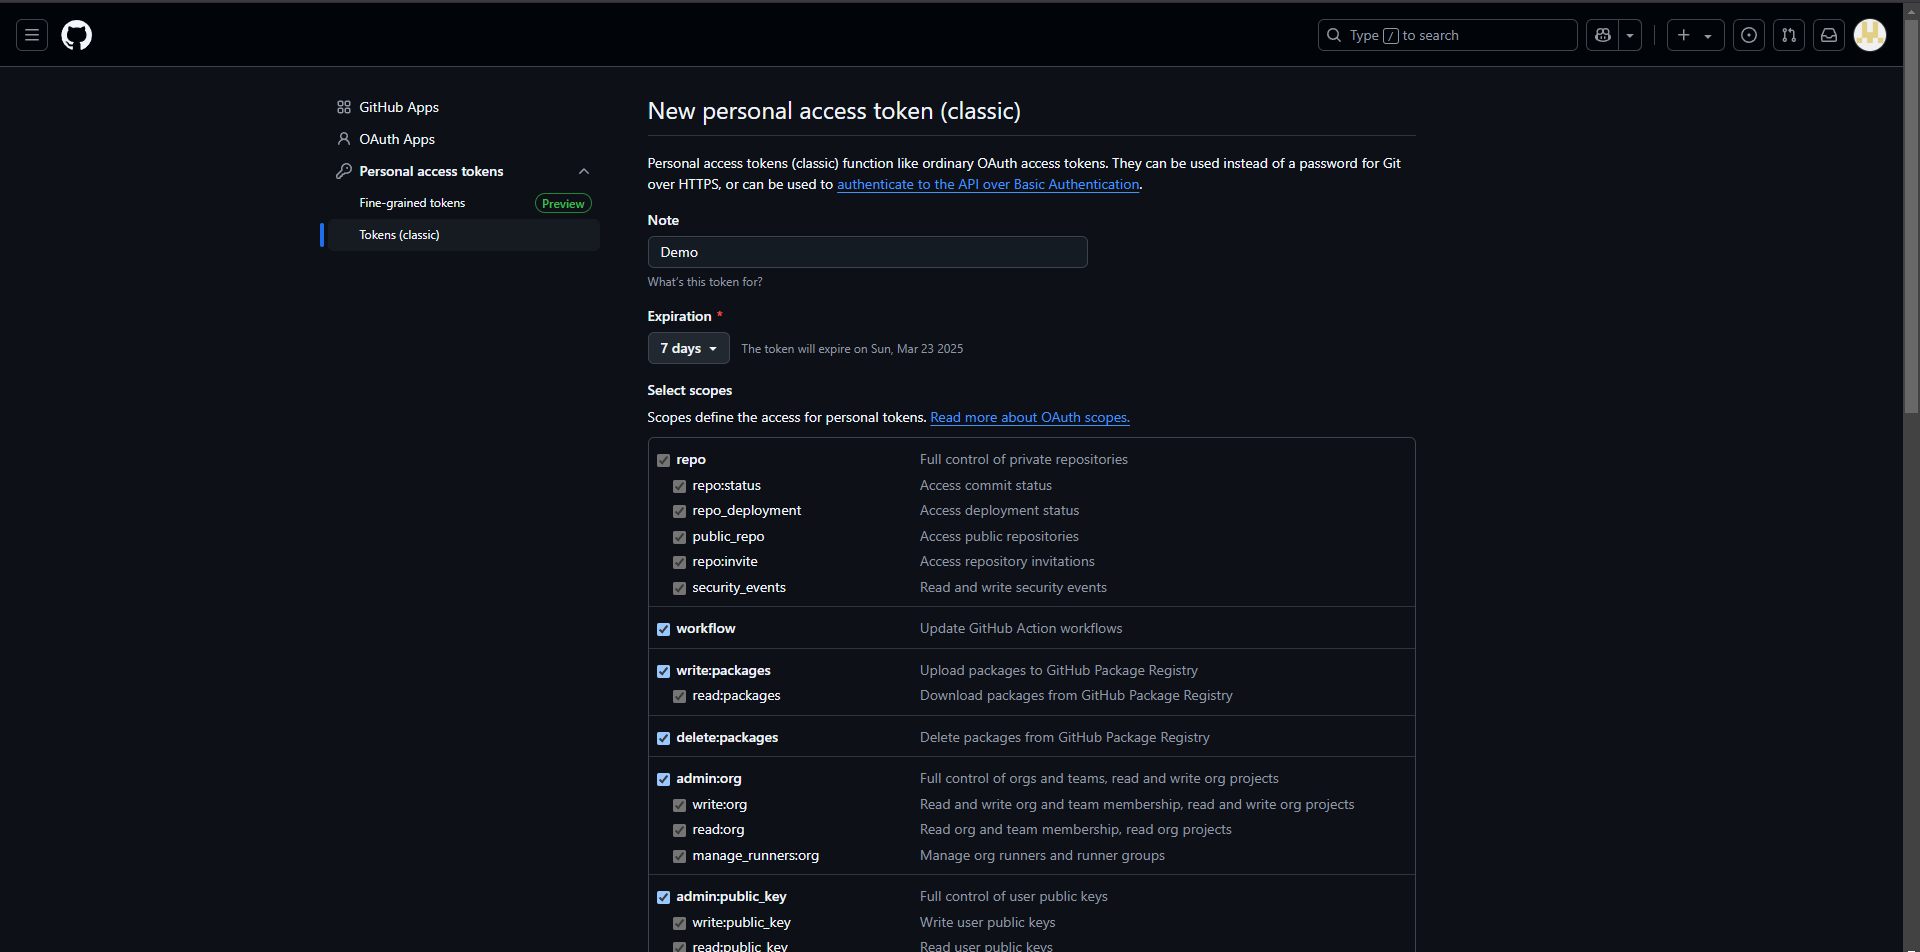 Type / to search
GitHub Apps
OAuth Apps
Personal access tokens
Fine-grained tokens Preview
Tokens (classic)
New personal access token (classic)
Personal access tokens (classic) function like ordinary OAuth access tokens. They can be used instead of a password for Git
over HTTPS, or can be used to authenticate to the API over Basic Authentication.
Note
Demo
What's this token for?
Expiration *
7 days The token will expire on Sun, Mar 23 2025
Select scopes
Scopes define the access for personal tokens. Read more about OAuth scopes.
repo Full control of private repositories
repo:status Access commit status
repo_deployment Access deployment status
public_repo Access public repositories
repo:invite Access repository invitations
security_events Read and write security events
workflow Update GitHub Action workflows
write:packages Upload packages to GitHub Package Registry
read:packages Download packages from GitHub Package Registry
delete:packages Delete packages from GitHub Package Registry
admin:org Full control of orgs and teams, read and write org projects
write:org Read and write org and team membership, read and write org projects
read:org Read org and team membership, read org projects
manage_runners:org Manage org runners and runner groups
admin:public_key Full control of user public keys
write:public_key Write user public keys
read:public_key Read user public keys